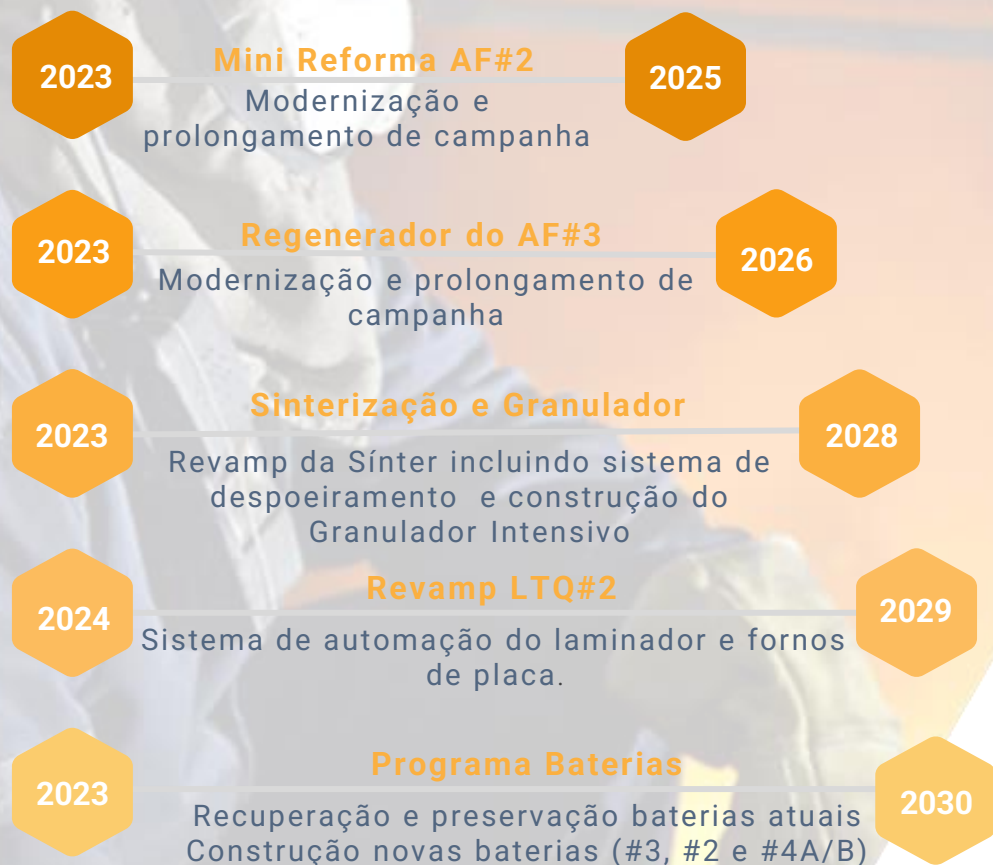 2023
Mini Reforma AF#2
2025
Modernização e
prolongamento de campanha
2023
Regenerador do AF#3
2026
Modernização e prolongamento de
campanha
2023
Sinterização e Granulador
2028
Revamp da Sínter incluindo sistema de
despoeiramento e construção do
Granulador Intensivo
2024
Revamp LTQ#2
2029
Sistema de automação do laminador e fornos
de placa.
2023
Programa Baterias
2030
Recuperação e preservação baterias atuais
Construção novas baterias (#3, #2 e #4A/B)